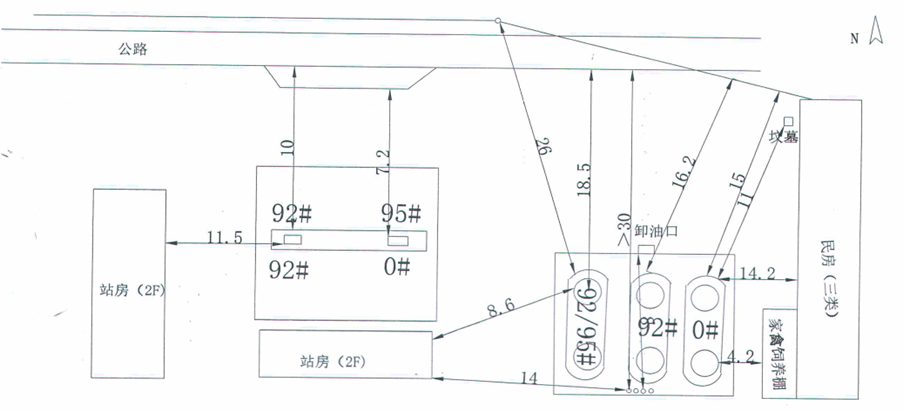 公路
N
坟墓
10
7.2
26
18.5
>30
16.2
15
11
卸油口
92#
95#
11.5
92#
0#
站房(2F)
站房(2F)
8.6
14
92/95#
92#
0#
14.2
4.2
家禽饲养棚
民房(三类)